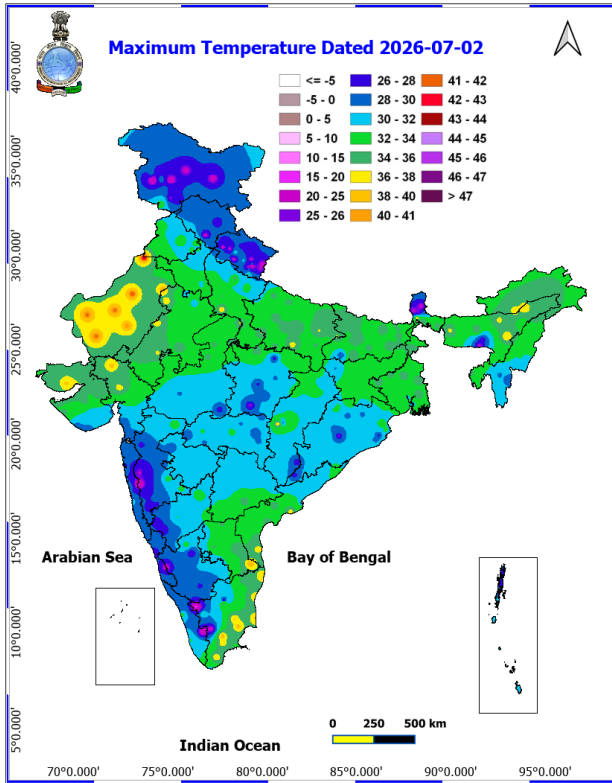 Maximum Temperature Dated 2026-07-02
<= -5
-5 - 0
0 - 5
5 - 10
10 - 15
15 - 20
20 - 25
25 - 26
26 - 28
28 - 30
30 - 32
32 - 34
34 - 36
36 - 38
38 - 40
40 - 41
41 - 42
42 - 43
43 - 44
44 - 45
45 - 46
46 - 47
> 47
40°0.000'
35°0.000'
30°0.000'
25°0.000'
20°0.000'
15°0.000'
10°0.000'
5°0.000'
Arabian Sea
Bay of Bengal
Indian Ocean
0 250 500 km
70°0.000' 75°0.000' 80°0.000' 85°0.000' 90°0.000' 95°0.000'